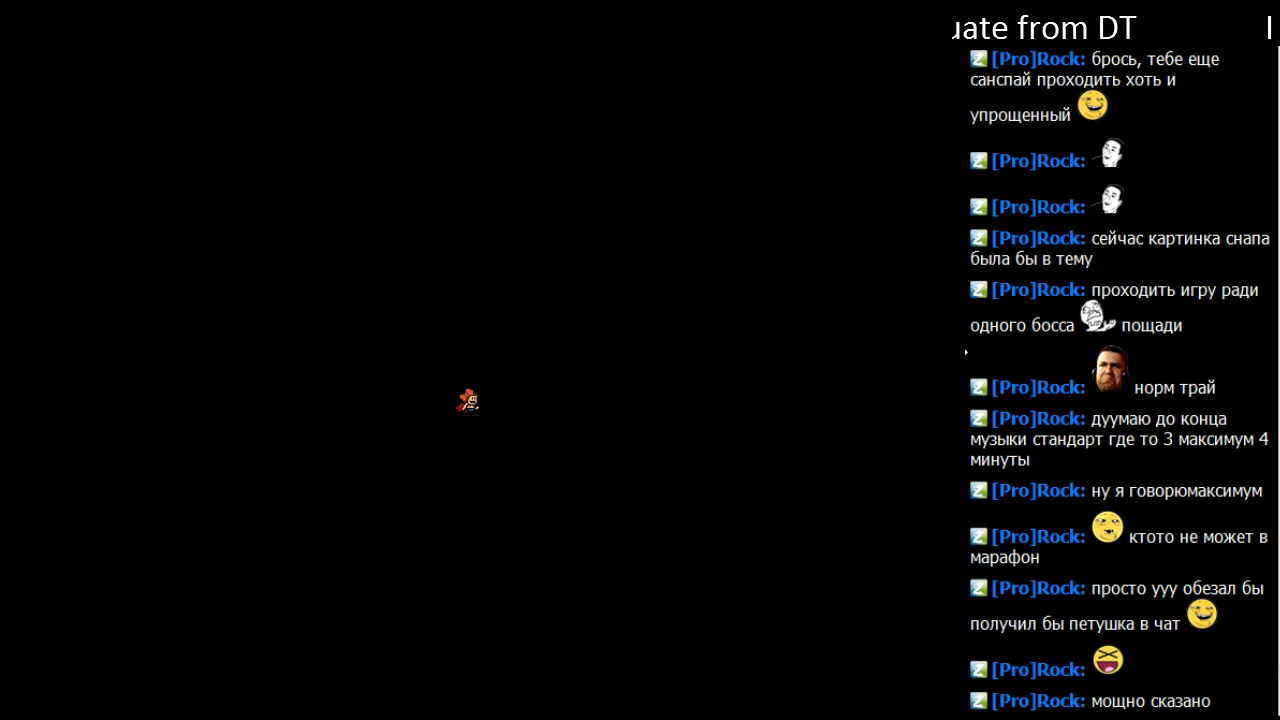 uate from DT I
[Pro]Rock: брось, тебе еще
санспай проходить хоть и
упрощенный
[Pro]Rock:
[Pro]Rock:
[Pro]Rock: сейчас картинка снапа
была бы в тему
[Pro]Rock: проходить игру ради
одного босса пощади
[Pro]Rock: норм трай
[Pro]Rock: дуумаю до конца
музыки стандарт где то 3 максимум 4
минуты
[Pro]Rock: ну я говорюмаксимум
[Pro]Rock: ктото не может в
марафон
[Pro]Rock: просто ууу обезал бы
получил бы петушка в чат
[Pro]Rock:
[Pro]Rock: мощно сказано